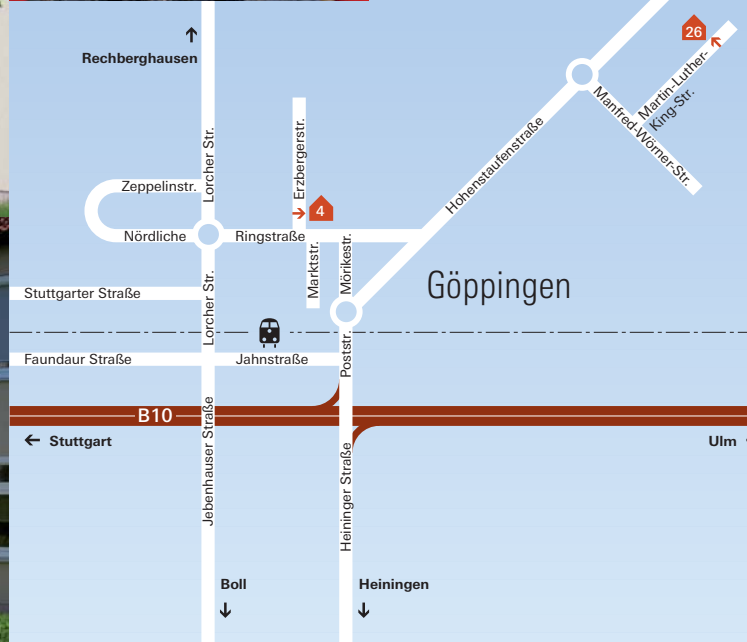 26
Rechberghausen
Martin-Luther-
King-Str.
Manfred-Wörner-Str.
Hohenstaufenstraße
Lorcher Str.
Erzbergerstr.
Zeppelinstr.
4
Nördliche Ringstraße
Marktstr.
Mörikestr.
Göppingen
Stuttgarter Straße
Lorcher Str.
Faundaur Straße
Jahnstraße
Poststr.
B10
Stuttgart
Ulm
Jebenhauser Straße
Heininger Straße
Boll
Heiningen